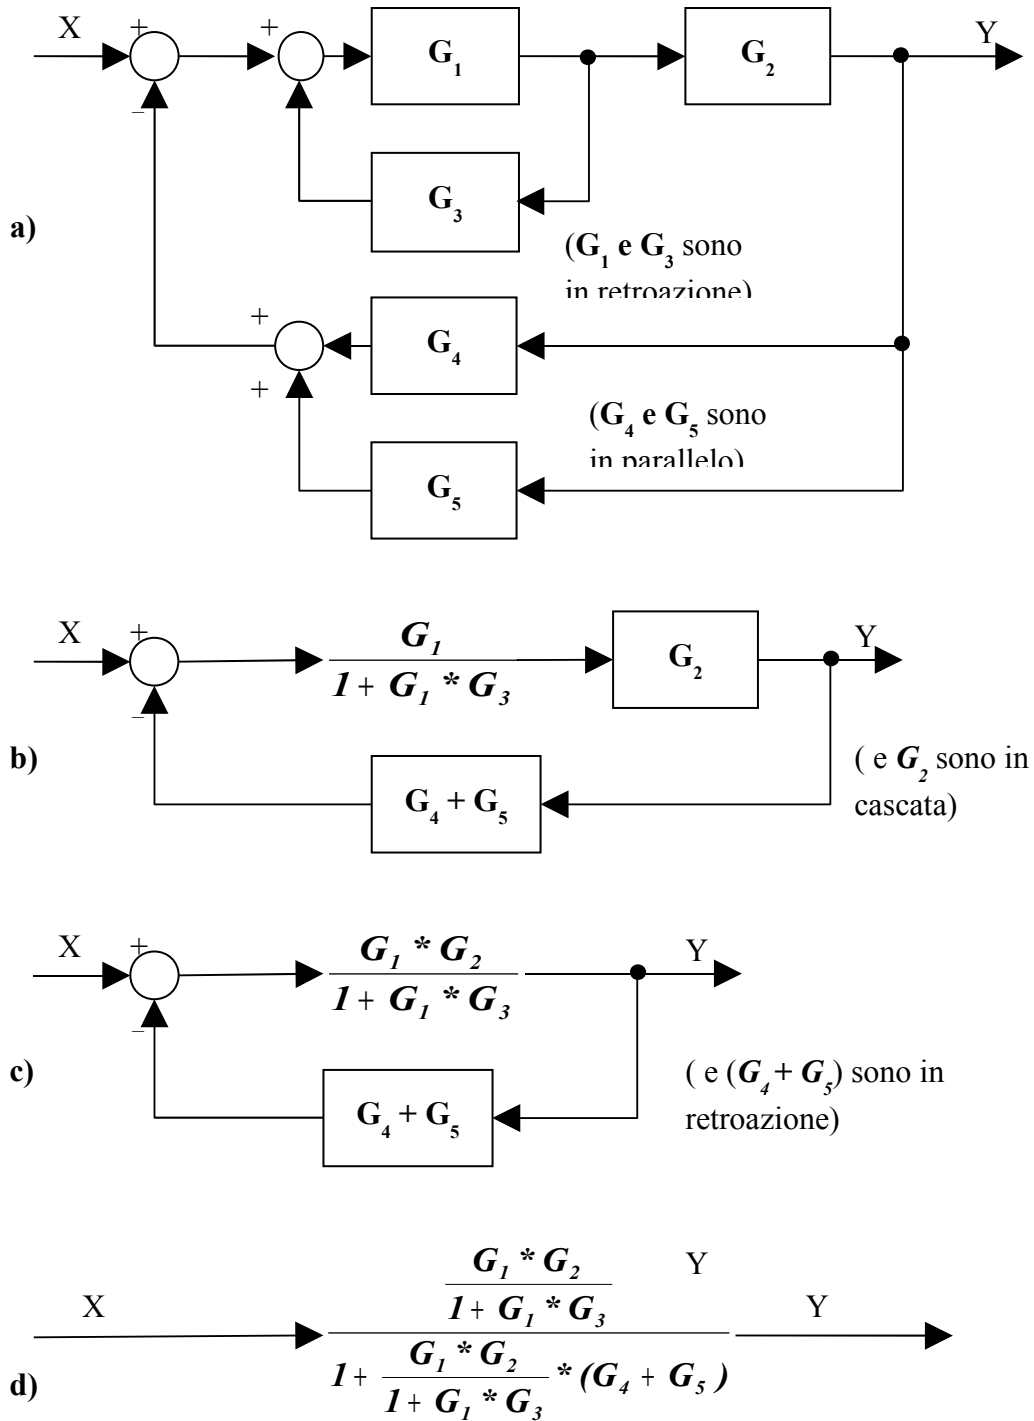 X + + G₁ G₂ Y
−
G₃
a)
(G₁ e G₃ sono
in retroazione)
+
G₄
+
(G₄ e G₅ sono
in parallelo)
G₅
X + G₁ / 1 + G₁ * G₃ G₂ Y
−
b)
G₄ + G₅
( e G₂ sono in
cascata)
X + G₁ * G₂ / 1 + G₁ * G₃ Y
−
c)
G₄ + G₅
( e (G₄ + G₅) sono in
retroazione)
G₁ * G₂ / 1 + G₁ * G₃ Y
X Y
1 + G₁ * G₂ / 1 + G₁ * G₃ * (G₄ + G₅ )
d)